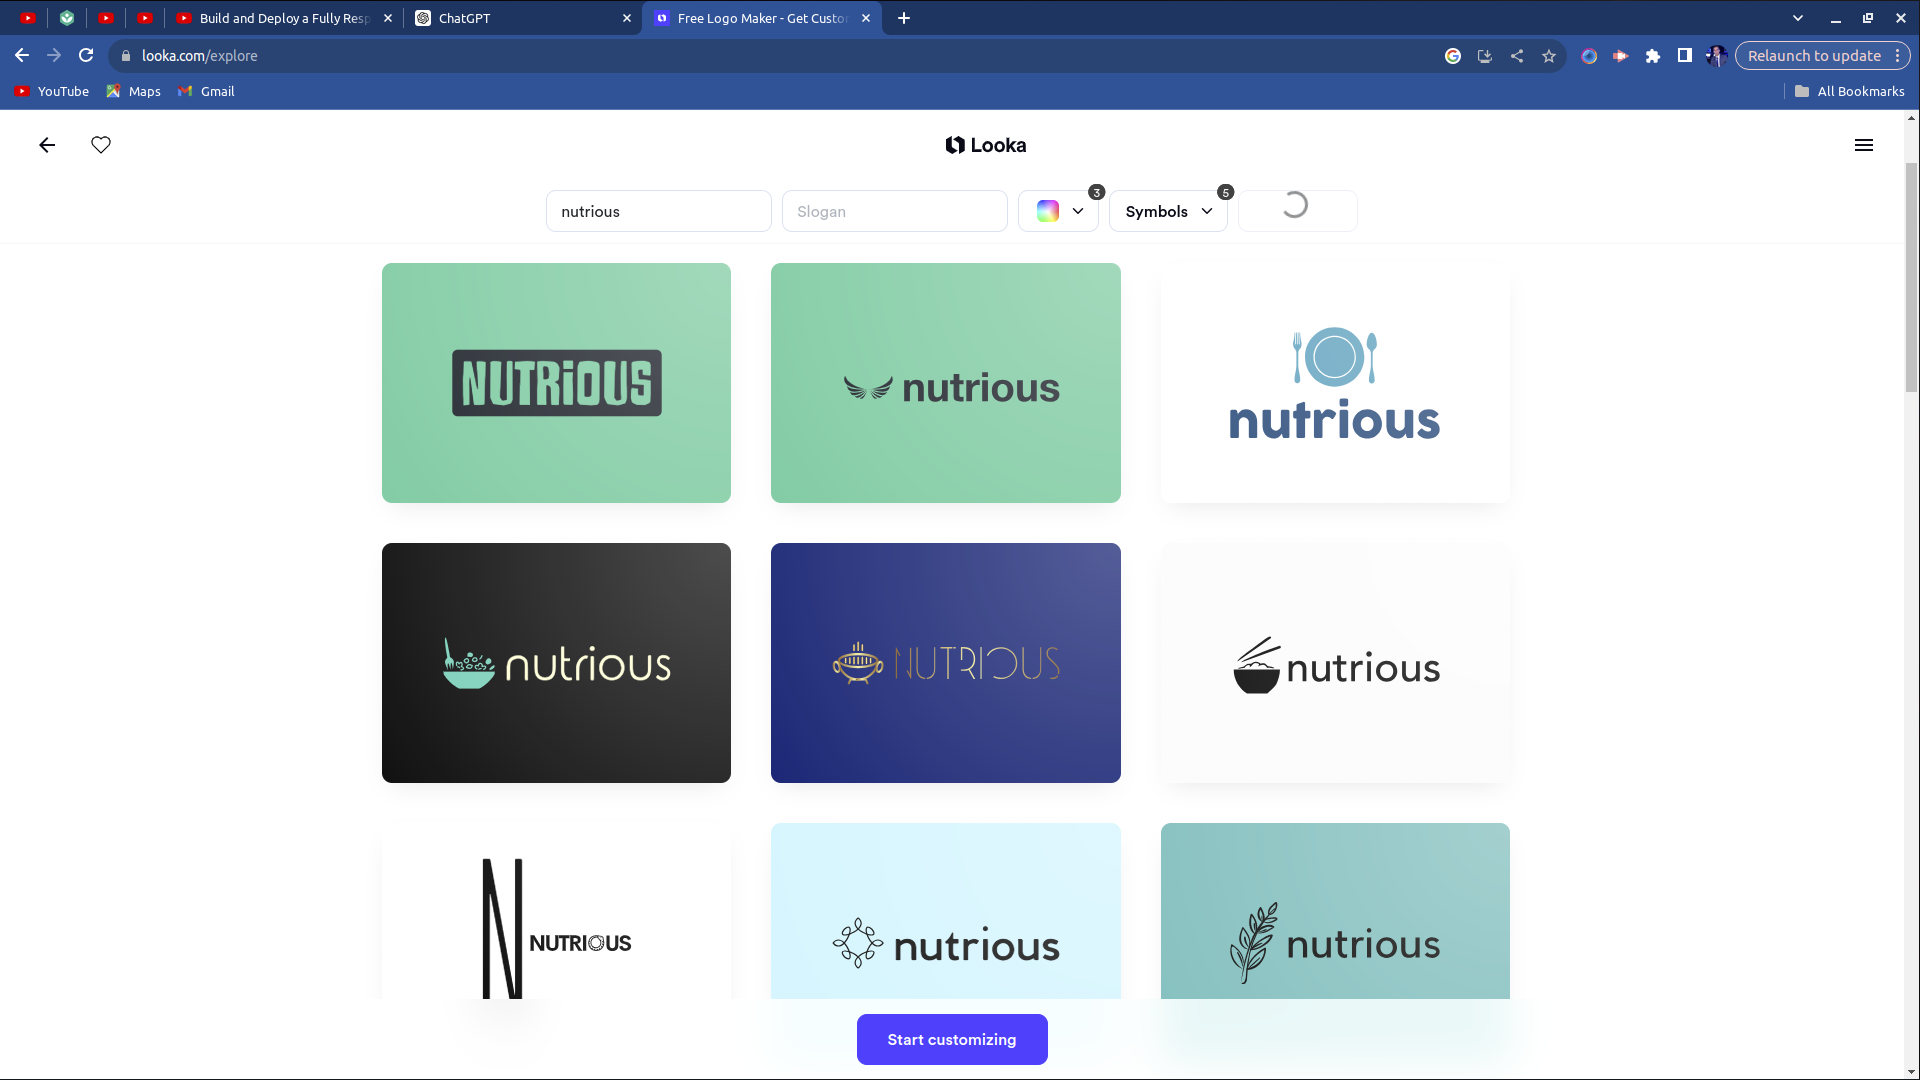 Build and Deploy a Fully Resp
ChatGPT
Free Logo Maker - Get Custo
looka.com/explore
Relaunch to update
YouTube
Maps
Gmail
All Bookmarks
Looka
nutrious
Slogan
3
Symbols
5
NUTRiOUS
nutrious
nutrious
nutrious
NUTRIOUS
nutrious
N
NUTRIOUS
nutrious
nutrious
Start customizing